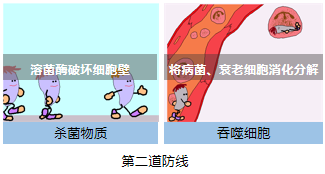 溶菌酶破坏细胞壁
将病菌、衰老细胞消化分解
杀菌物质
吞噬细胞
第二道防线